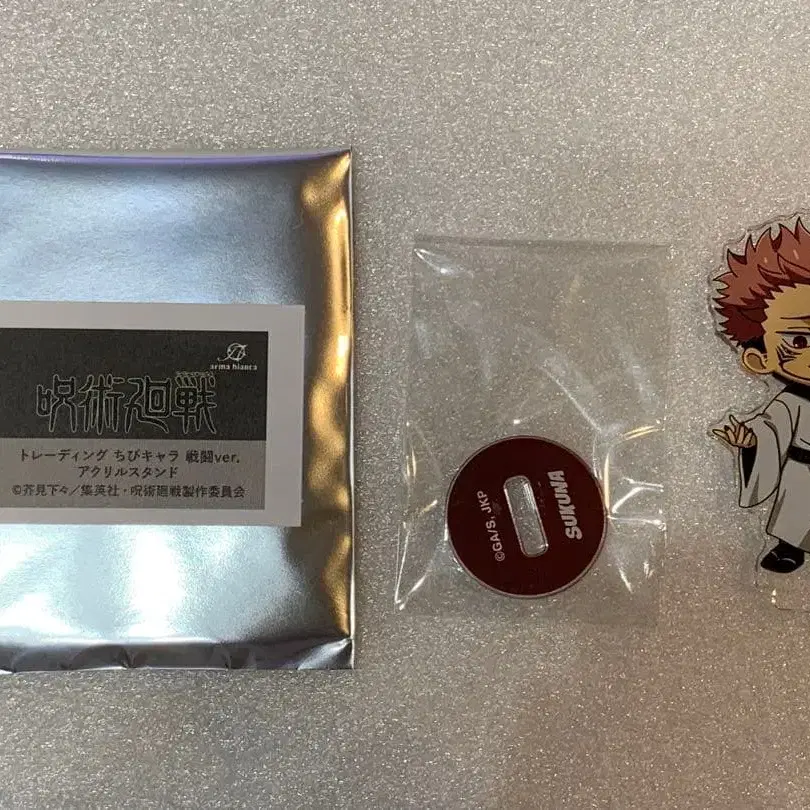 arma bianca
呪術廻戦
トレーディング ちびキャラ 戦闘ver.
アクリルスタンド
©芥見下々／集英社・呪術廻戦製作委員会
©GA/S, JKP
SUKUNA